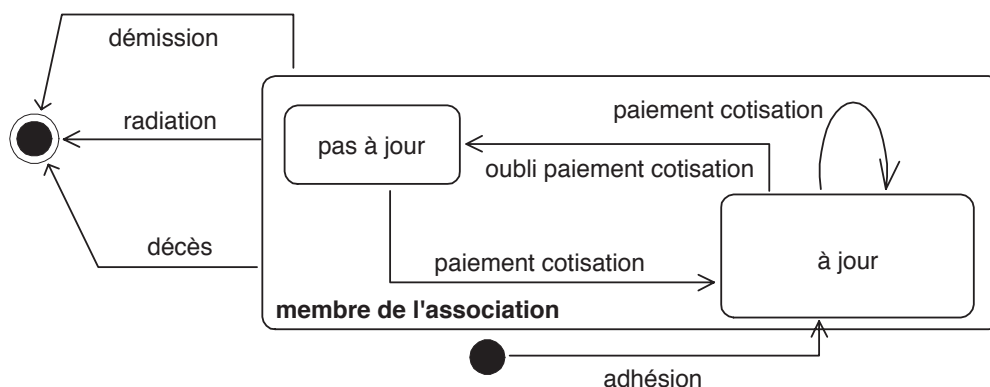 démission
paiement cotisation
radiation
pas à jour
oubli paiement cotisation
décès
paiement cotisation
à jour
membre de l'association
adhésion